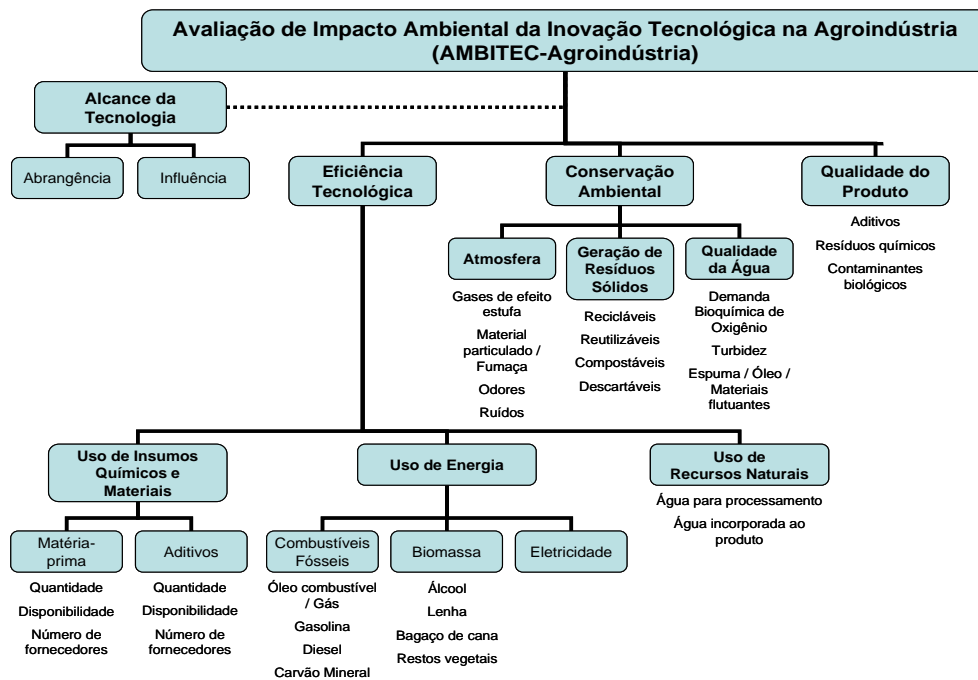 Avaliação de Impacto Ambiental da Inovação Tecnológica na Agroindústria
(AMBITEC-Agroindústria)
Alcance da
Tecnologia
Abrangência
Influência
Eficiência
Tecnológica
Conservação
Ambiental
Qualidade do
Produto
Aditivos
Resíduos químicos
Contaminantes
biológicos
Atmosfera
Gases de efeito
estufa
Material
particulado /
Fumaça
Odores
Ruídos
Geração de
Resíduos
Sólidos
Recicláveis
Reutilizáveis
Compostáveis
Descartáveis
Qualidade
da Água
Demanda
Bioquímica de
Oxigênio
Turbidez
Espuma / Óleo /
Materiais
flutuantes
Uso de Insumos
Químicos e
Materiais
Matéria-
prima
Quantidade
Disponibilidade
Número de
fornecedores
Aditivos
Quantidade
Disponibilidade
Número de
fornecedores
Uso de Energia
Combustíveis
Fósseis
Óleo combustível
/ Gás
Gasolina
Diesel
Carvão Mineral
Biomassa
Álcool
Lenha
Bagaço de cana
Restos vegetais
Eletricidade
Uso de
Recursos Naturais
Água para processamento
Água incorporada ao
produto